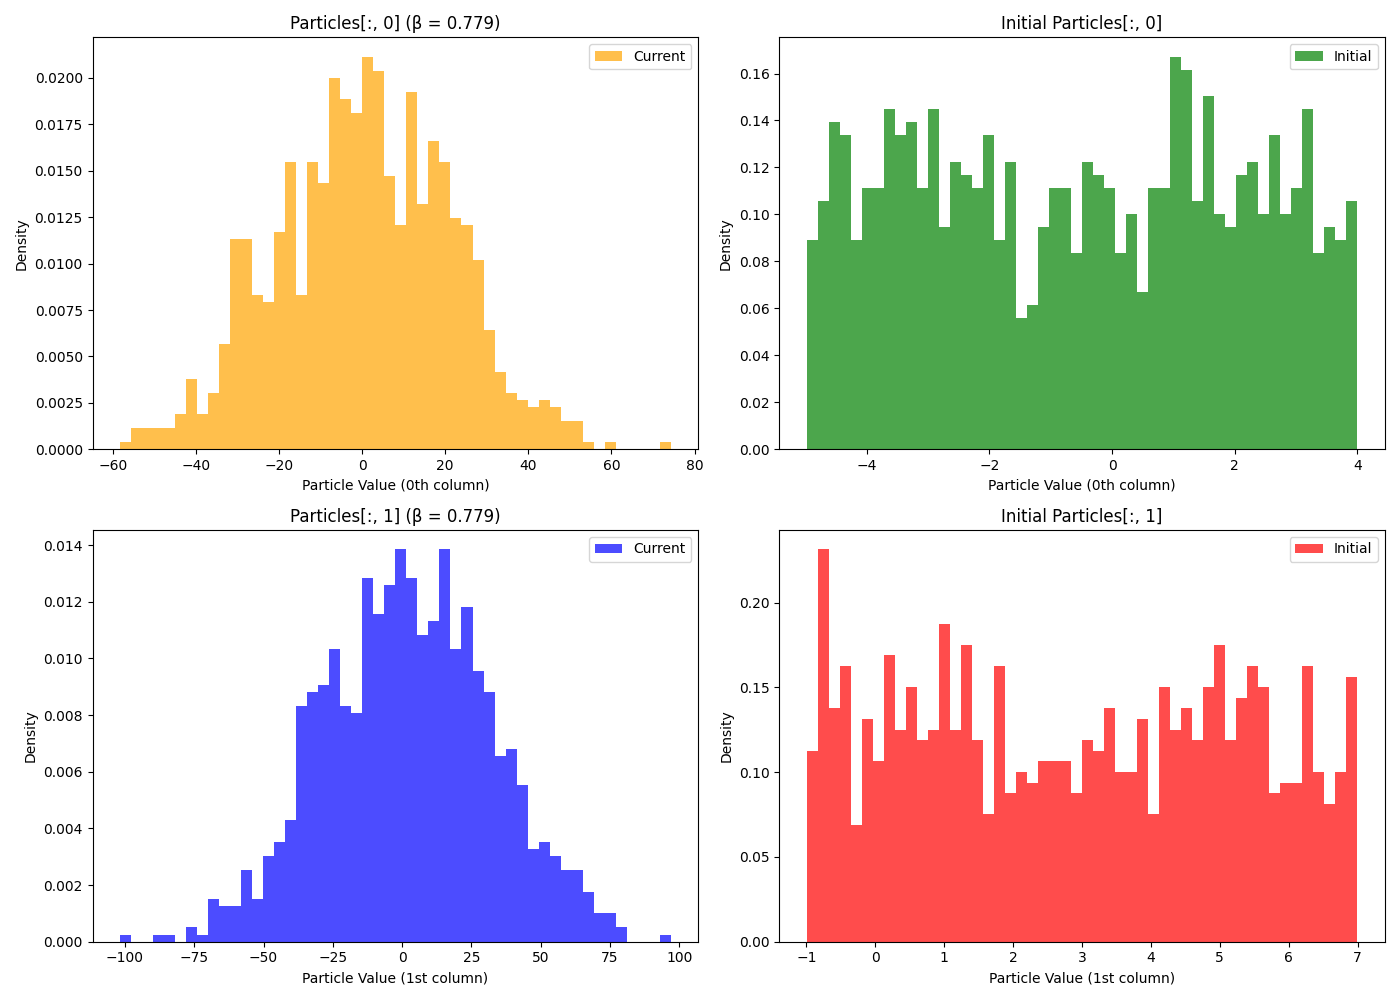 Particles[:, 0] (β = 0.779)
Current
Density
0.0200
0.0175
0.0150
0.0125
0.0100
0.0075
0.0050
0.0025
0.0000
−60 −40 −20 0 20 40 60 80
Particle Value (0th column)
Initial Particles[:, 0]
Initial
Density
0.16
0.14
0.12
0.10
0.08
0.06
0.04
0.02
0.00
−4 −2 0 2 4
Particle Value (0th column)
Particles[:, 1] (β = 0.779)
Current
Density
0.014
0.012
0.010
0.008
0.006
0.004
0.002
0.000
−100 −75 −50 −25 0 25 50 75 100
Particle Value (1st column)
Initial Particles[:, 1]
Initial
Density
0.20
0.15
0.10
0.05
0.00
−1 0 1 2 3 4 5 6 7
Particle Value (1st column)